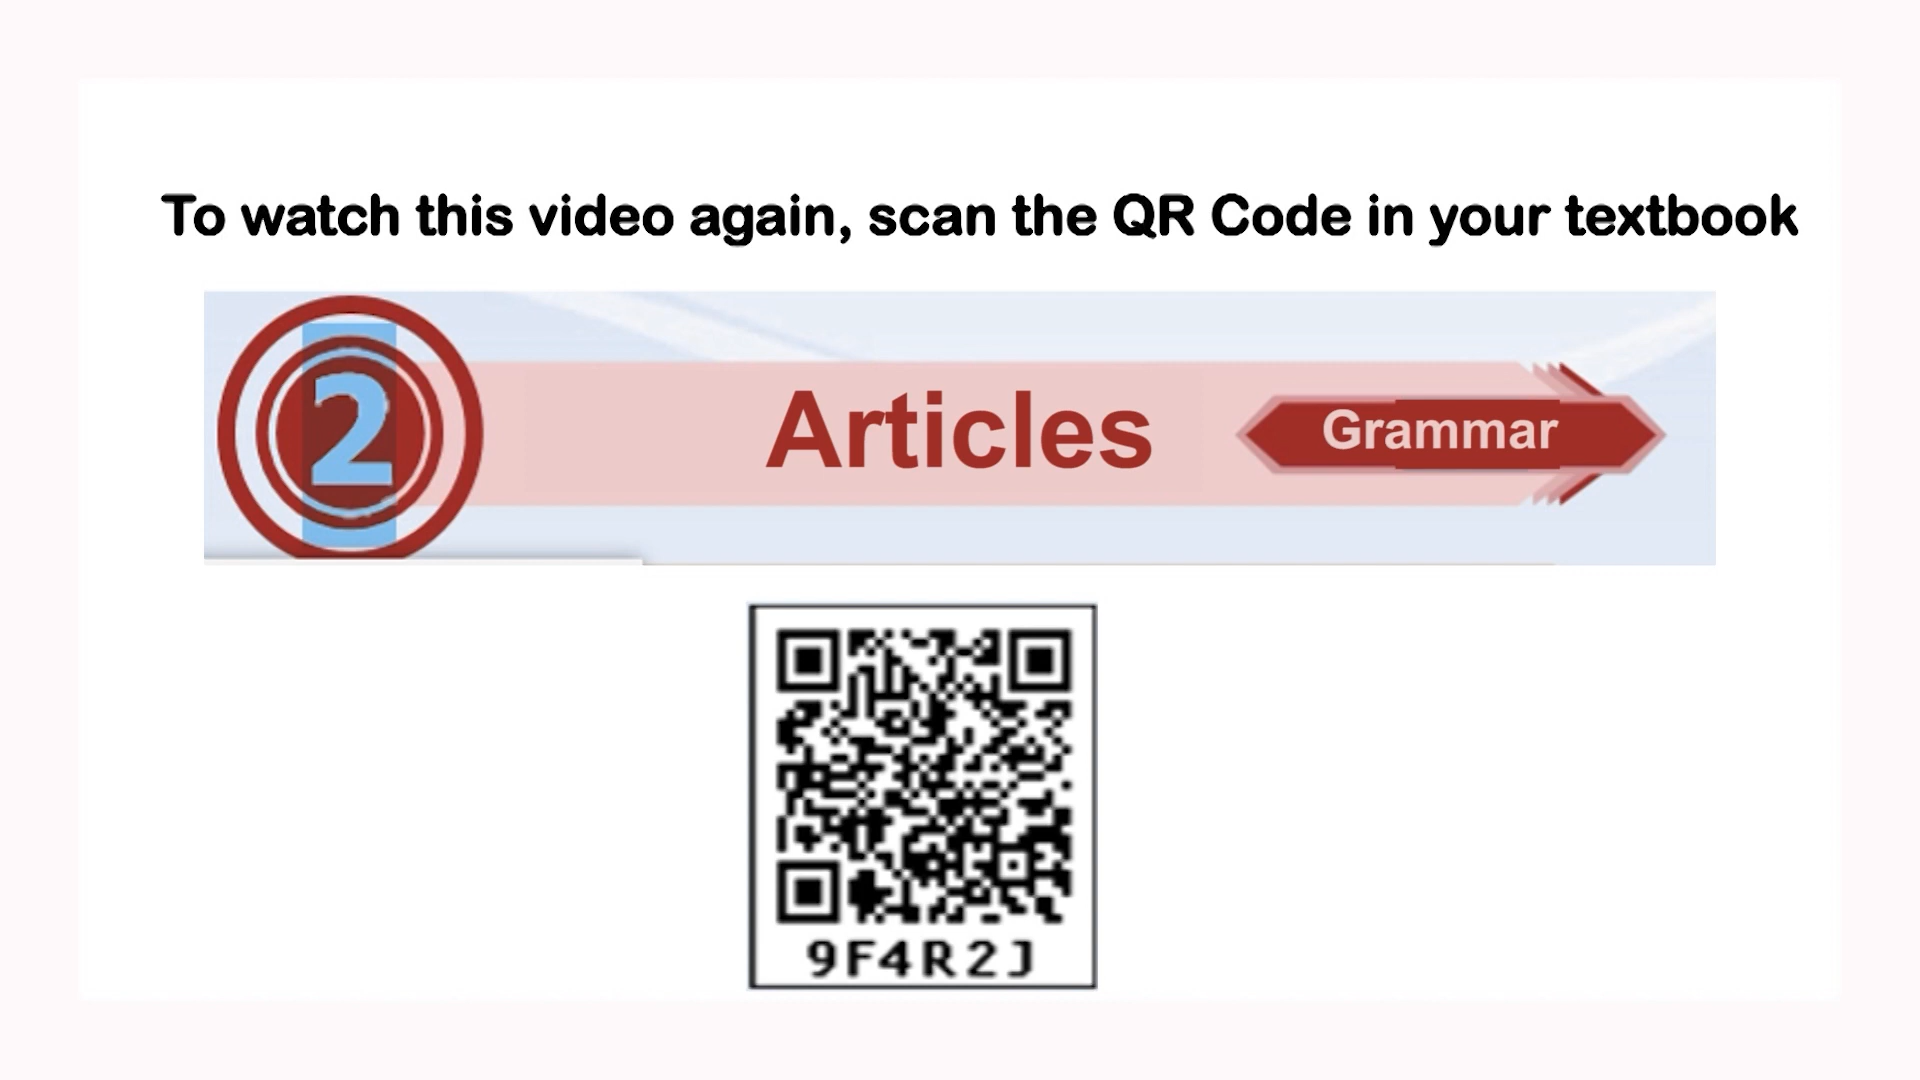 To watch this video again, scan the QR Code in your textbook
2
Articles
Grammar
9F4R2J